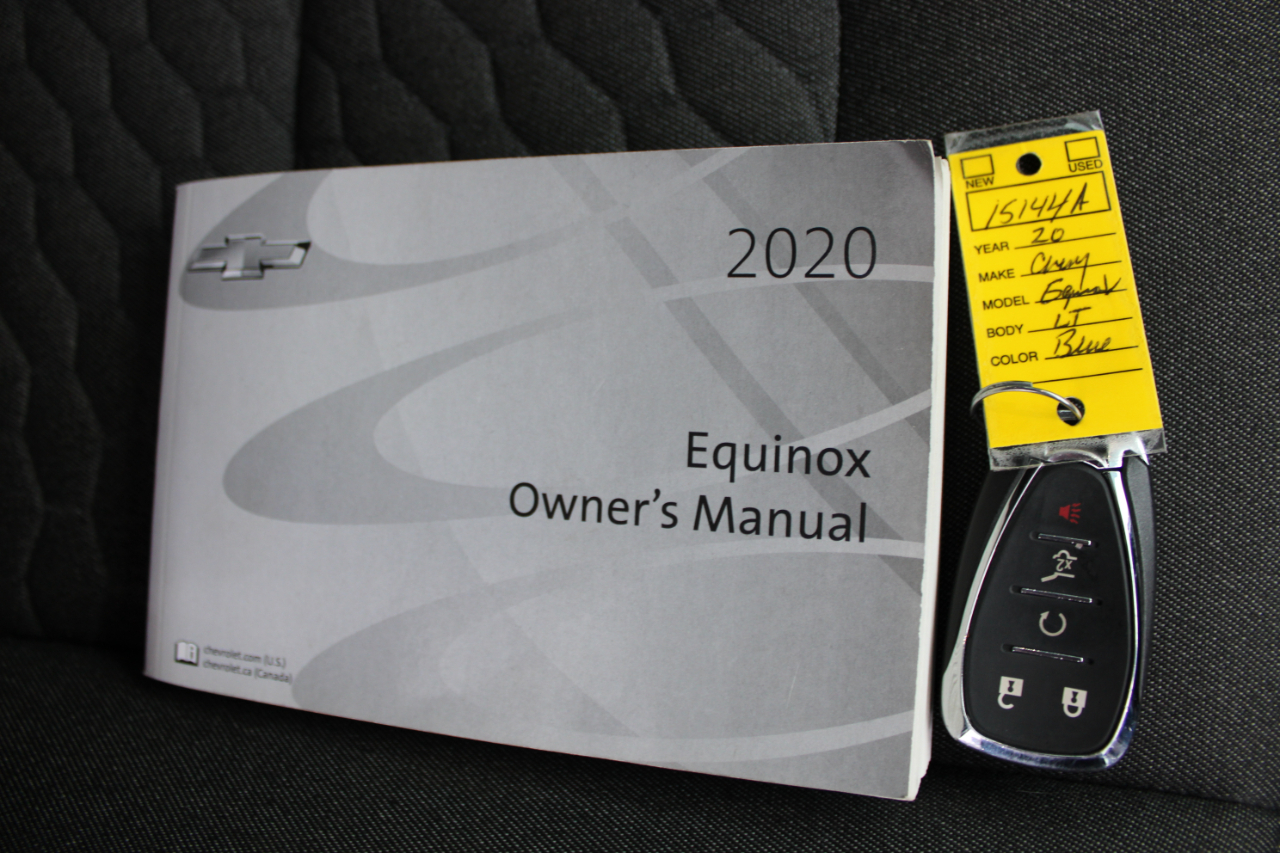 2020
Equinox
Owner's Manual
chevrolet.com (U.S.)
chevrolet.ca (Canada)
NEW USED
15144A
YEAR 20
MAKE Chevy
MODEL Equinox
BODY LT
COLOR Blue
x2